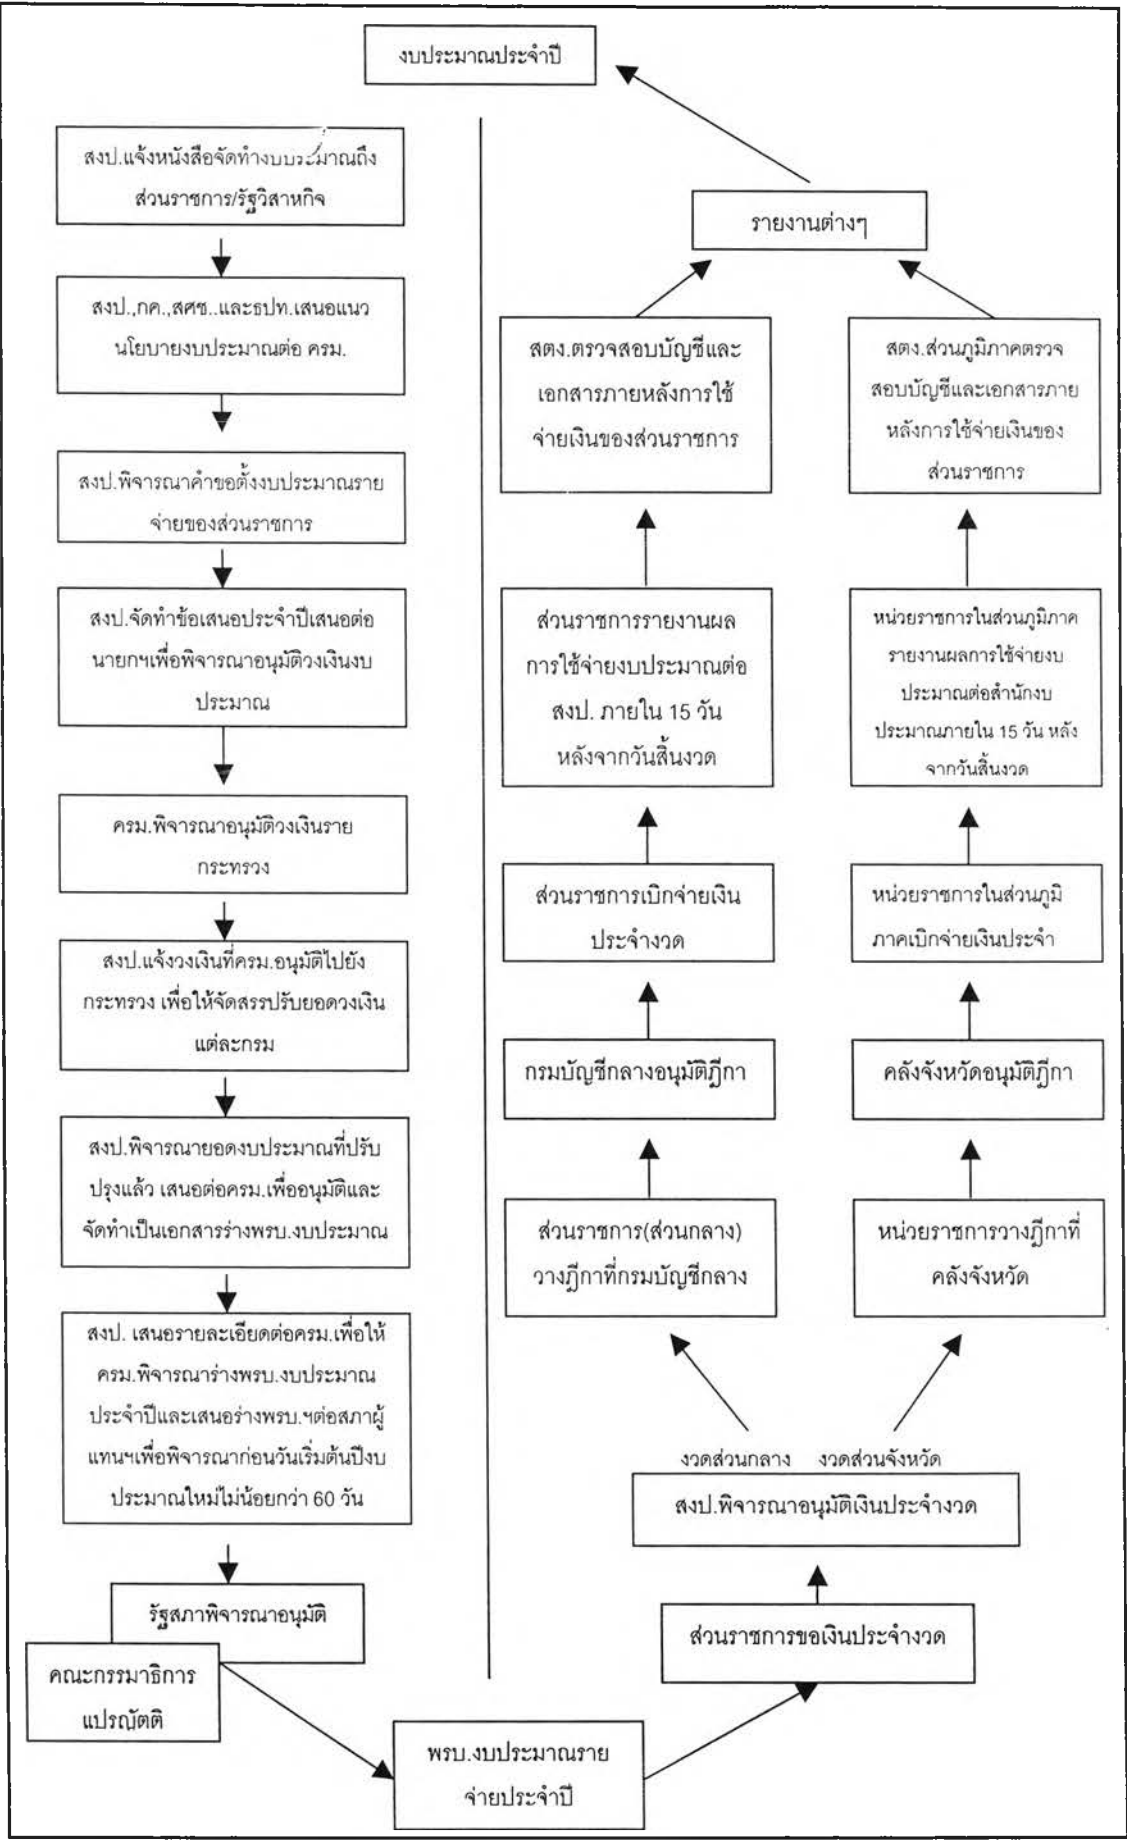 งบประมาณประจำปี
สงป.แจ้งหนังสือจัดทำงบประมาณถึง
ส่วนราชการ/รัฐวิสาหกิจ
สงป.,กค.,สศช..และธปท.เสนอแนว
นโยบายงบประมาณต่อ ครม.
สงป.พิจารณาคำขอตั้งงบประมาณราย
จ่ายของส่วนราชการ
สงป.จัดทำข้อเสนอประจำปีเสนอต่อ
นายกฯเพื่อพิจารณาอนุมัติวงเงินงบ
ประมาณ
ครม.พิจารณาอนุมัติวงเงินราย
กระทรวง
สงป.แจ้งวงเงินที่ครม.อนุมัติไปยัง
กระทรวง เพื่อให้จัดสรรปรับยอดวงเงิน
แต่ละกรม
สงป.พิจารณายอดงบประมาณที่ปรับ
ปรุงแล้ว เสนอต่อครม.เพื่ออนุมัติและ
จัดทำเป็นเอกสารร่างพรบ.งบประมาณ
สงป. เสนอรายละเอียดต่อครม.เพื่อให้
ครม.พิจารณาร่างพรบ.งบประมาณ
ประจำปีและเสนอร่างพรบ.ฯต่อสภาผู้
แทนฯเพื่อพิจารณาก่อนวันเริ่มต้นปีงบ
ประมาณใหม่ไม่น้อยกว่า 60 วัน
รัฐสภาพิจารณาอนุมัติ
คณะกรรมาธิการ
แปรญัตติ
พรบ.งบประมาณราย
จ่ายประจำปี
ส่วนราชการขอเงินประจำงวด
สงป.พิจารณาอนุมัติเงินประจำงวด
งวดส่วนกลาง งวดส่วนจังหวัด
ส่วนราชการ(ส่วนกลาง)
วางฎีกาที่กรมบัญชีกลาง
กรมบัญชีกลางอนุมัติฎีกา
ส่วนราชการเบิกจ่ายเงิน
ประจำงวด
ส่วนราชการรายงานผล
การใช้จ่ายงบประมาณต่อ
สงป. ภายใน 15 วัน
หลังจากวันสิ้นงวด
สตง.ตรวจสอบบัญชีและ
เอกสารภายหลังการใช้
จ่ายเงินของส่วนราชการ
หน่วยราชการวางฎีกาที่
คลังจังหวัด
คลังจังหวัดอนุมัติฎีกา
หน่วยราชการในส่วนภูมิ
ภาคเบิกจ่ายเงินประจำ
หน่วยราชการในส่วนภูมิภาค
รายงานผลการใช้จ่ายงบ
ประมาณต่อสำนักงบ
ประมาณภายใน 15 วัน หลัง
จากวันสิ้นงวด
สตง.ส่วนภูมิภาคตรวจ
สอบบัญชีและเอกสารภาย
หลังการใช้จ่ายเงินของ
ส่วนราชการ
รายงานต่างๆ